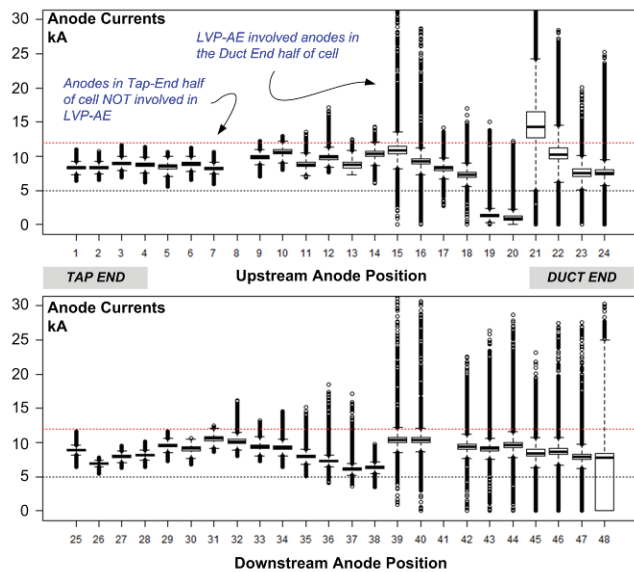 Anode Currents
kA
LVP-AE involved anodes in
the Duct End half of cell
Anodes in Tap-End half
of cell NOT involved in
LVP-AE
30
25
20
15
10
5
0
1 2 3 4 5 6 7 8 9 10 11 12 13 14 15 16 17 18 19 20 21 22 23 24
TAP END
Upstream Anode Position
DUCT END
Anode Currents
kA
30
25
20
15
10
5
0
25 26 27 28 29 30 31 32 33 34 35 36 37 38 39 40 41 42 43 44 45 46 47 48
Downstream Anode Position